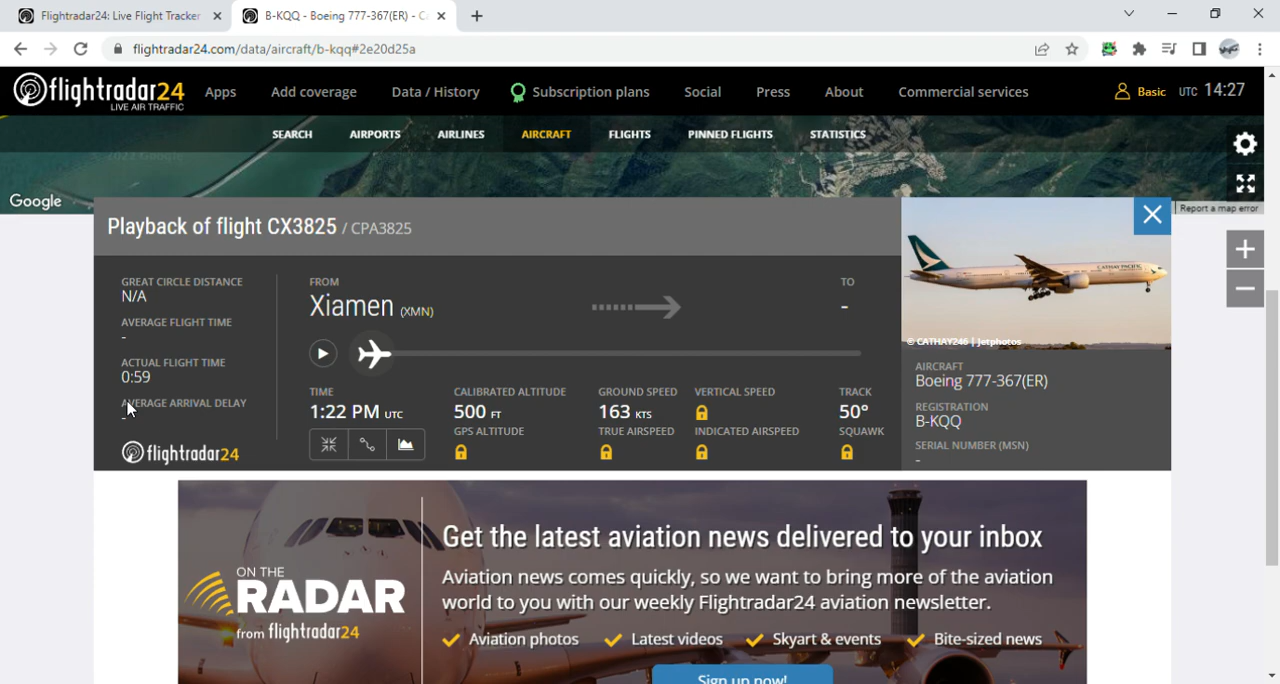 Flightradar24: Live Flight Tracker
B-KQQ - Boeing 777-367(ER) - C
flightradar24.com/data/aircraft/b-kqq#2e20d25a
flightradar24
LIVE AIR TRAFFIC
Apps
Add coverage
Data / History
Subscription plans
Social
Press
About
Commercial services
Basic
UTC 14:27
SEARCH
AIRPORTS
AIRLINES
AIRCRAFT
FLIGHTS
PINNED FLIGHTS
STATISTICS
2022 Google
Google
Report a map error
Playback of flight CX3825 / CPA3825
GREAT CIRCLE DISTANCE
N/A
AVERAGE FLIGHT TIME
-
ACTUAL FLIGHT TIME
0:59
AVERAGE ARRIVAL DELAY
-
flightradar24
FROM
Xiamen (XMN)
TO
-
TIME
1:22 PM UTC
CALIBRATED ALTITUDE
500 FT
GPS ALTITUDE
GROUND SPEED
163 KTS
TRUE AIRSPEED
VERTICAL SPEED
INDICATED AIRSPEED
TRACK
50°
SQUAWK
CATHAY PACIFIC
© CATHAY246 | Jetphotos
AIRCRAFT
Boeing 777-367(ER)
REGISTRATION
B-KQQ
SERIAL NUMBER (MSN)
-
ON THE
RADAR
from flightradar24
Get the latest aviation news delivered to your inbox
Aviation news comes quickly, so we want to bring more of the aviation
world to you with our weekly Flightradar24 aviation newsletter.
Aviation photos
Latest videos
Skyart & events
Bite-sized news
Sign up now!